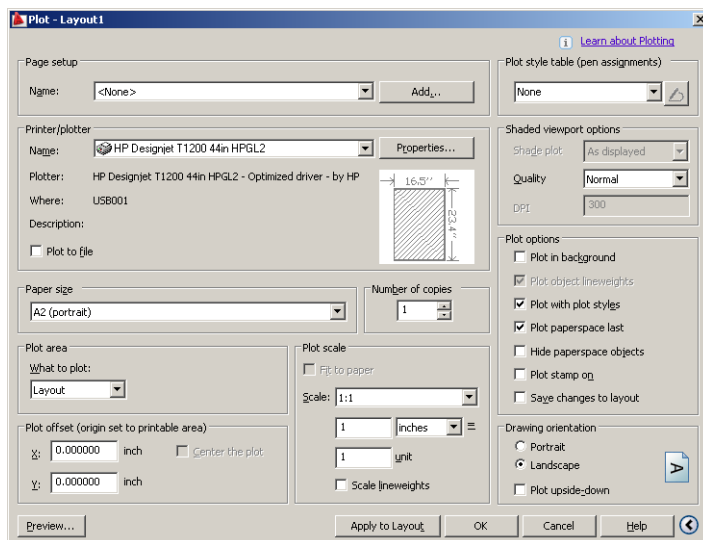 Plot - Layout1
Learn about Plotting
Page setup
Name:
<None>
Add...
Plot style table (pen assignments)
None
Printer/plotter
Name:
HP Designjet T1200 44in HPGL2
Properties...
Plotter:
HP Designjet T1200 44in HPGL2 - Optimized driver - by HP
Where:
USB001
Description:
Plot to file
16.5''
23.4''
Shaded viewport options
Shade plot
As displayed
Quality
Normal
DPI
300
Paper size
A2 (portrait)
Number of copies
1
Plot options
Plot in background
Plot object lineweights
Plot with plot styles
Plot paperspace last
Hide paperspace objects
Plot stamp on
Save changes to layout
Plot area
What to plot:
Layout
Plot scale
Fit to paper
Scale:
1:1
1
inches
=
1
unit
Scale lineweights
Plot offset (origin set to printable area)
X:
0.000000
inch
Center the plot
Y:
0.000000
inch
Drawing orientation
Portrait
Landscape
Plot upside-down
A
Preview...
Apply to Layout
OK
Cancel
Help